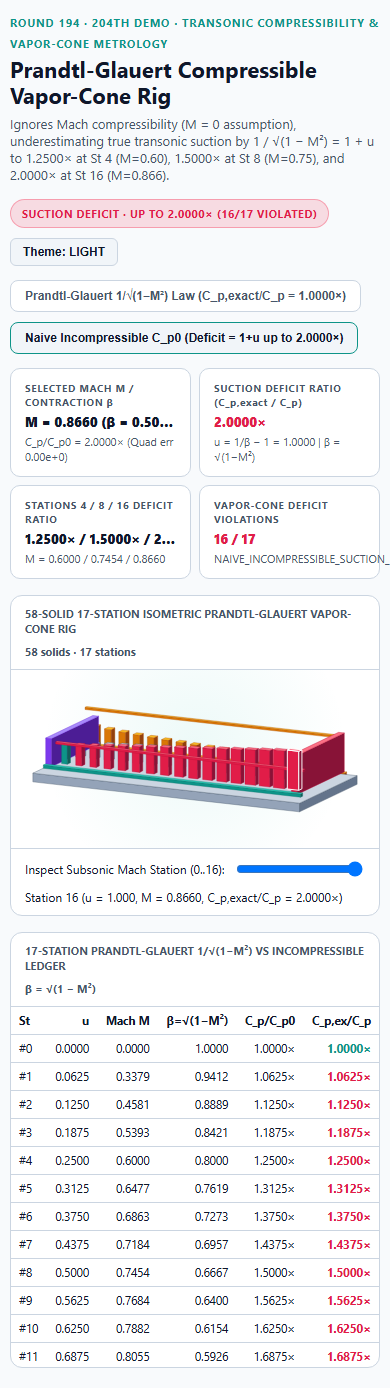 ROUND 194 · 204TH DEMO · TRANSONIC COMPRESSIBILITY &
VAPOR-CONE METROLOGY
Prandtl-Glauert Compressible
Vapor-Cone Rig
Ignores Mach compressibility (M = 0 assumption),
underestimating true transonic suction by 1 / √(1 − M²) = 1 + u
to 1.2500× at St 4 (M=0.60), 1.5000× at St 8 (M=0.75), and
2.0000× at St 16 (M=0.866).
SUCTION DEFICIT · UP TO 2.0000× (16/17 VIOLATED)
Theme: LIGHT
Prandtl-Glauert 1/√(1−M²) Law (C_p,exact/C_p = 1.0000×)
Naive Incompressible C_p0 (Deficit = 1+u up to 2.0000×)
SELECTED MACH M /
CONTRACTION β
M = 0.8660 (β = 0.50...
C_p/C_p0 = 2.0000× (Quad err
0.00e+0)
SUCTION DEFICIT RATIO
(C_p,exact / C_p)
2.0000×
u = 1/β − 1 = 1.0000 | β =
√(1−M²)
STATIONS 4 / 8 / 16 DEFICIT
RATIO
1.2500× / 1.5000× / 2...
M = 0.6000 / 0.7454 / 0.8660
VAPOR-CONE DEFICIT
VIOLATIONS
16 / 17
NAIVE_INCOMPRESSIBLE_SUCTION_
58-SOLID 17-STATION ISOMETRIC PRANDTL-GLAUERT VAPOR-
CONE RIG
58 solids · 17 stations
Inspect Subsonic Mach Station (0..16):
Station 16 (u = 1.000, M = 0.8660, C_p,exact/C_p = 2.0000×)
17-STATION PRANDTL-GLAUERT 1/√(1−M²) VS INCOMPRESSIBLE
LEDGER
β = √(1 − M²)
St u Mach M β=√(1−M²) C_p/C_p0 C_p,ex/C_p
#0 0.0000 0.0000 1.0000 1.0000× 1.0000×
#1 0.0625 0.3379 0.9412 1.0625× 1.0625×
#2 0.1250 0.4581 0.8889 1.1250× 1.1250×
#3 0.1875 0.5393 0.8421 1.1875× 1.1875×
#4 0.2500 0.6000 0.8000 1.2500× 1.2500×
#5 0.3125 0.6477 0.7619 1.3125× 1.3125×
#6 0.3750 0.6863 0.7273 1.3750× 1.3750×
#7 0.4375 0.7184 0.6957 1.4375× 1.4375×
#8 0.5000 0.7454 0.6667 1.5000× 1.5000×
#9 0.5625 0.7684 0.6400 1.5625× 1.5625×
#10 0.6250 0.7882 0.6154 1.6250× 1.6250×
#11 0.6875 0.8055 0.5926 1.6875× 1.6875×